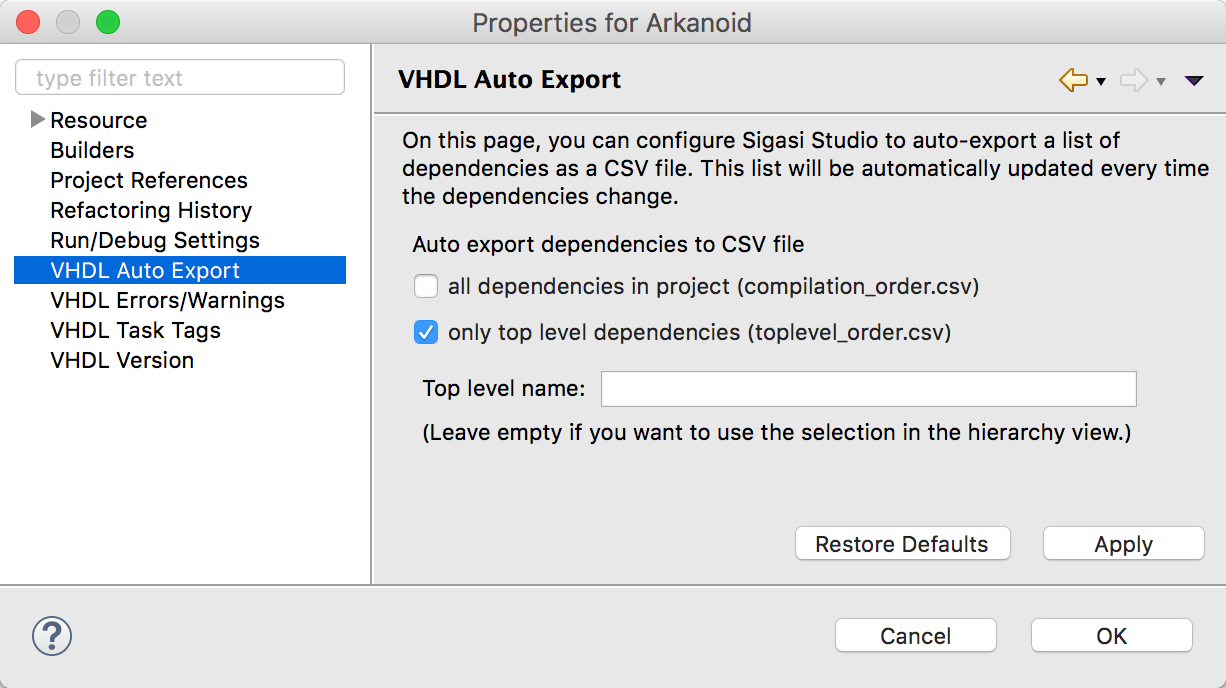 Properties for Arkanoid
type filter text
Resource
Builders
Project References
Refactoring History
Run/Debug Settings
VHDL Auto Export
VHDL Errors/Warnings
VHDL Task Tags
VHDL Version
VHDL Auto Export
On this page, you can configure Sigasi Studio to auto-export a list of
dependencies as a CSV file. This list will be automatically updated every time
the dependencies change.
Auto export dependencies to CSV file
all dependencies in project (compilation_order.csv)
only top level dependencies (toplevel_order.csv)
Top level name:
(Leave empty if you want to use the selection in the hierarchy view.)
Restore Defaults
Apply
?
Cancel
OK